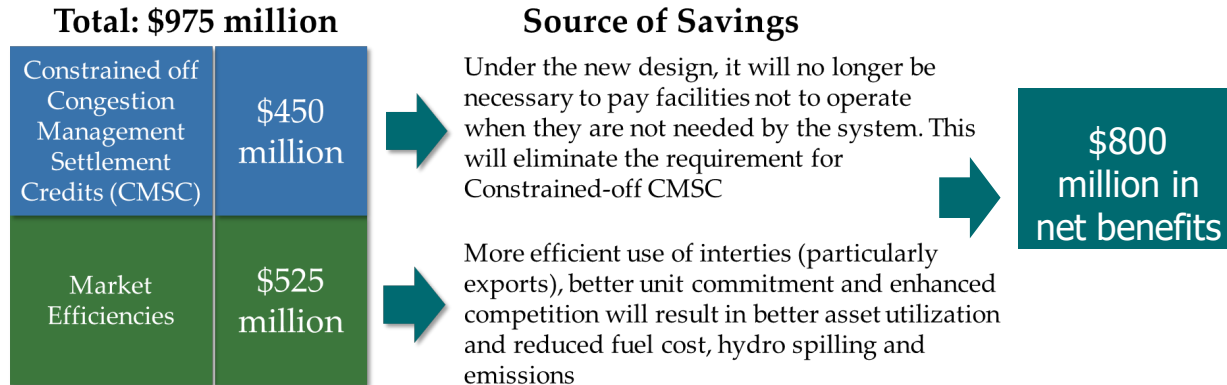 Total: $975 million
Source of Savings
Constrained off
Congestion
Management
Settlement
Credits (CMSC)
$450
million
Under the new design, it will no longer be
necessary to pay facilities not to operate
when they are not needed by the system. This
will eliminate the requirement for
Constrained-off CMSC
$800
million in
net benefits
Market
Efficiencies
$525
million
More efficient use of interties (particularly
exports), better unit commitment and enhanced
competition will result in better asset utilization
and reduced fuel cost, hydro spilling and
emissions